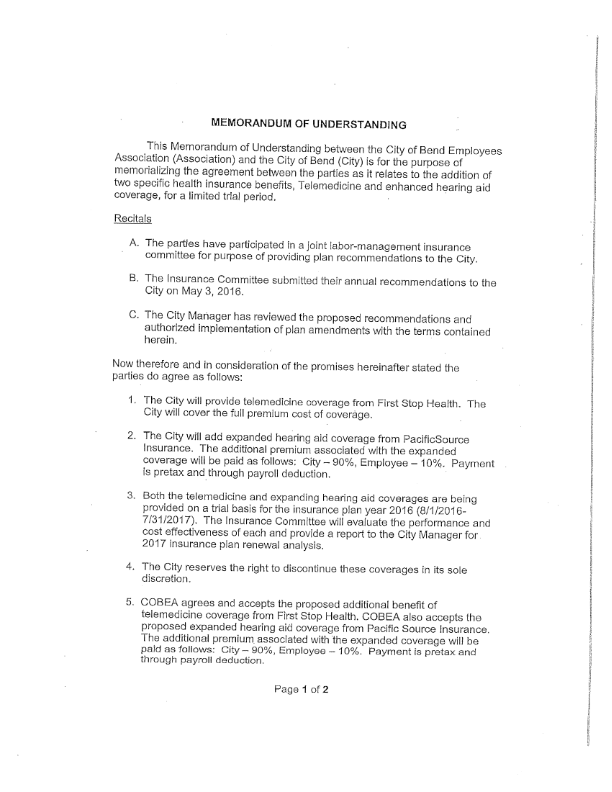 MEMORANDUM OF UNDERSTANDING
This Memorandum of Understanding between the City of Bend Employees
Association (Association) and the City of Bend (City) is for the purpose of
memorializing the agreement between the parties as it relates to the addition of
two specific health insurance benefits, Telemedicine and enhanced hearing aid
coverage, for a limited trial period.
Recitals
A. The parties have participated in a joint labor-management insurance
committee for purpose of providing plan recommendations to the City.
B. The Insurance Committee submitted their annual recommendations to the
City on May 3, 2016.
C. The City Manager has reviewed the proposed recommendations and
authorized implementation of plan amendments with the terms contained
herein.
Now therefore and in consideration of the promises hereinafter stated the
parties do agree as follows:
1. The City will provide telemedicine coverage from First Stop Health. The
City will cover the full premium cost of coverage.
2. The City will add expanded hearing aid coverage from PacificSource
Insurance. The additional premium associated with the expanded
coverage will be paid as follows: City – 90%, Employee – 10%. Payment
is pretax and through payroll deduction.
3. Both the telemedicine and expanding hearing aid coverages are being
provided on a trial basis for the insurance plan year 2016 (8/1/2016-
7/31/2017). The Insurance Committee will evaluate the performance and
cost effectiveness of each and provide a report to the City Manager for
2017 insurance plan renewal analysis.
4. The City reserves the right to discontinue these coverages in its sole
discretion.
5. COBEA agrees and accepts the proposed additional benefit of
telemedicine coverage from First Stop Health. COBEA also accepts the
proposed expanded hearing aid coverage from Pacific Source Insurance.
The additional premium associated with the expanded coverage will be
paid as follows: City – 90%, Employee – 10%. Payment is pretax and
through payroll deduction.
Page 1 of 2